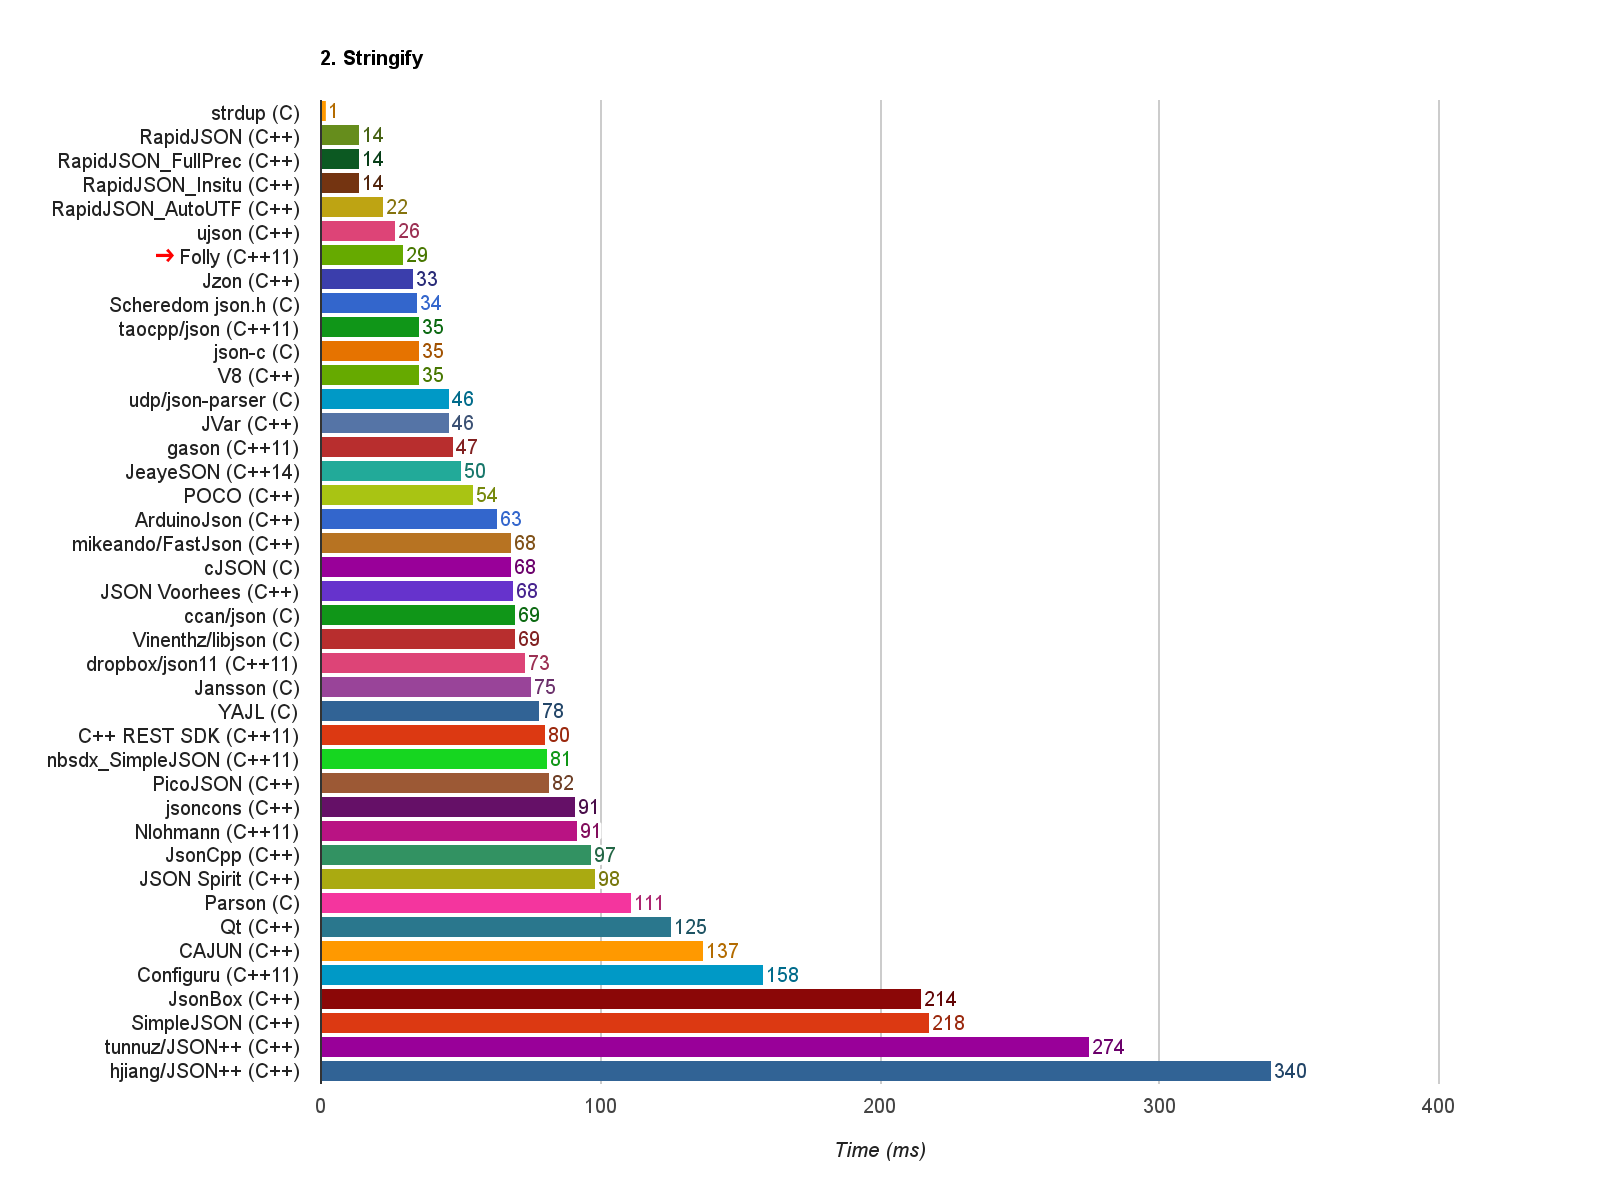 2. Stringify
strdup (C) 1
RapidJSON (C++) 14
RapidJSON_FullPrec (C++) 14
RapidJSON_Insitu (C++) 14
RapidJSON_AutoUTF (C++) 22
ujson (C++) 26
→ Folly (C++11) 29
Jzon (C++) 33
Scheredom json.h (C) 34
taocpp/json (C++11) 35
json-c (C) 35
V8 (C++) 35
udp/json-parser (C) 46
JVar (C++) 46
gason (C++11) 47
JeayeSON (C++14) 50
POCO (C++) 54
ArduinoJson (C++) 63
mikeando/FastJson (C++) 68
cJSON (C) 68
JSON Voorhees (C++) 68
ccan/json (C) 69
Vinenthz/libjson (C) 69
dropbox/json11 (C++11) 73
Jansson (C) 75
YAJL (C) 78
C++ REST SDK (C++11) 80
nbsdx_SimpleJSON (C++11) 81
PicoJSON (C++) 82
jsoncons (C++) 91
Nlohmann (C++11) 91
JsonCpp (C++) 97
JSON Spirit (C++) 98
Parson (C) 111
Qt (C++) 125
CAJUN (C++) 137
Configuru (C++11) 158
JsonBox (C++) 214
SimpleJSON (C++) 218
tunnuz/JSON++ (C++) 274
hjiang/JSON++ (C++) 340
0 100 200 300 400
Time (ms)